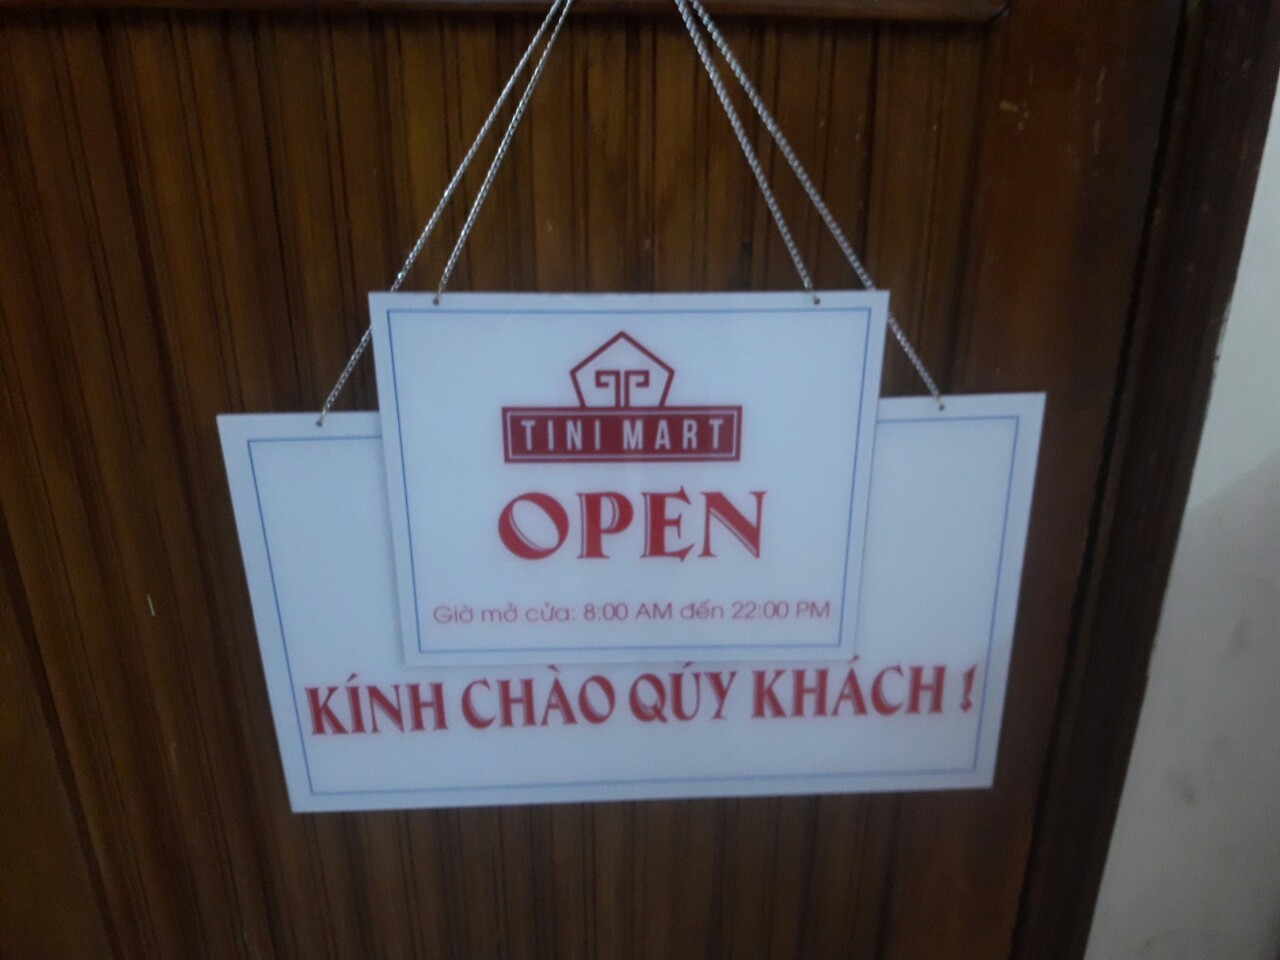 TINI MART
OPEN
Giờ mở cửa: 8:00 AM đến 22:00 PM
KÍNH CHÀO QÚY KHÁCH !